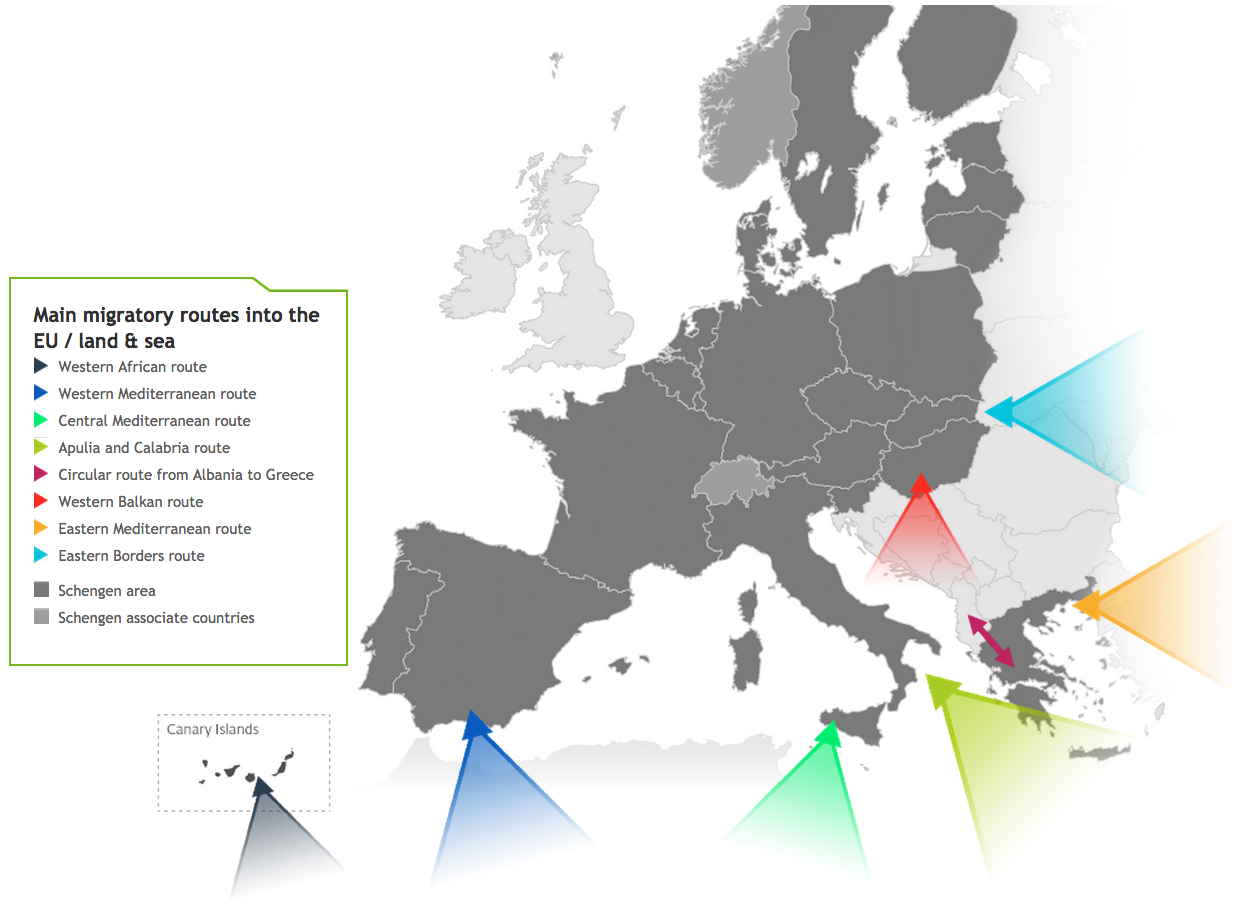 Main migratory routes into the
EU / land & sea
Western African route
Western Mediterranean route
Central Mediterranean route
Apulia and Calabria route
Circular route from Albania to Greece
Western Balkan route
Eastern Mediterranean route
Eastern Borders route
Schengen area
Schengen associate countries
Canary Islands